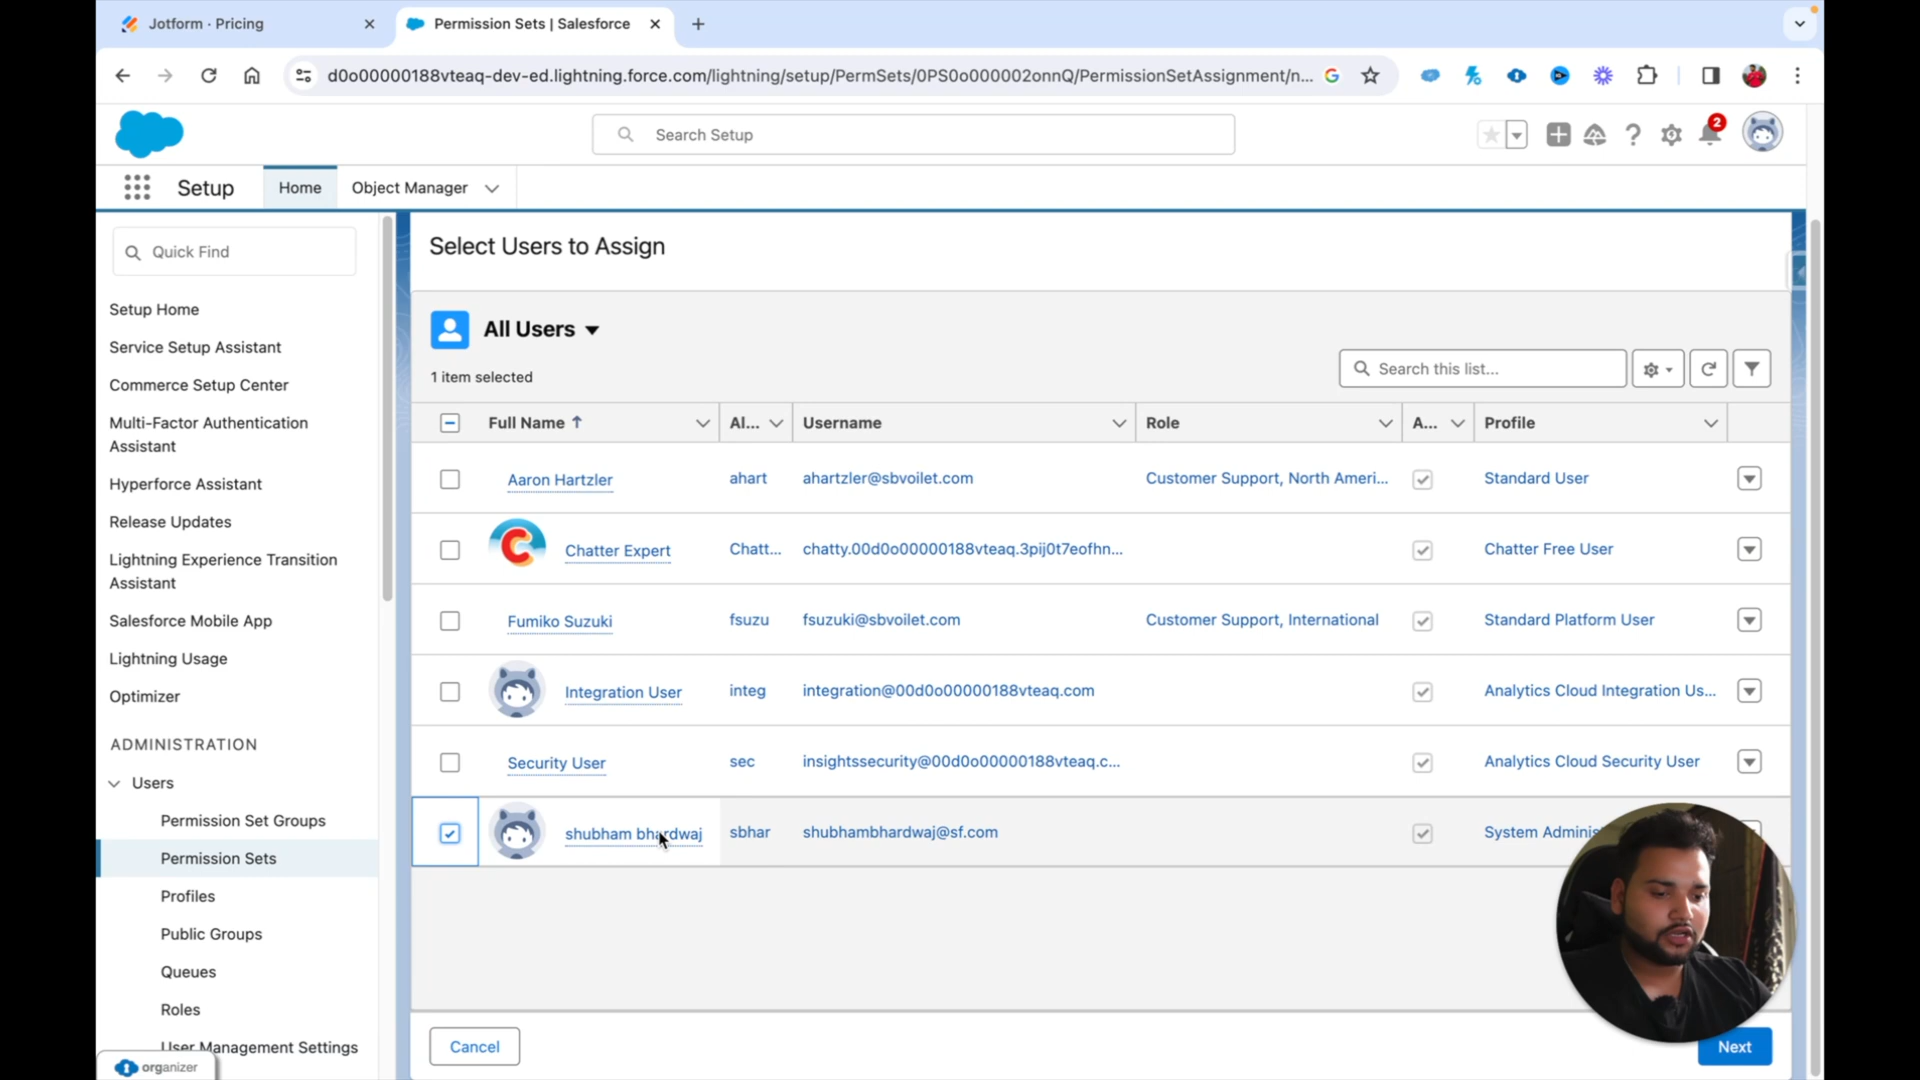 Jotform · Pricing
Permission Sets | Salesforce
d0o00000188vteaq-dev-ed.lightning.force.com/lightning/setup/PermSets/0PS0o000002onnQ/PermissionSetAssignment/n...
Search Setup
2
Setup
Home
Object Manager
Quick Find
Setup Home
Service Setup Assistant
Commerce Setup Center
Multi-Factor Authentication
Assistant
Hyperforce Assistant
Release Updates
Lightning Experience Transition
Assistant
Salesforce Mobile App
Lightning Usage
Optimizer
ADMINISTRATION
Users
Permission Set Groups
Permission Sets
Profiles
Public Groups
Queues
Roles
User Management Settings
organizer
Select Users to Assign
All Users
1 item selected
Search this list...
Full Name Al... Username Role A... Profile
Aaron Hartzler ahart ahartzler@sbvoilet.com Customer Support, North Ameri... Standard User
Chatter Expert Chatt... chatty.00d0o00000188vteaq.3pij0t7eofhn... Chatter Free User
Fumiko Suzuki fsuzu fsuzuki@sbvoilet.com Customer Support, International Standard Platform User
Integration User integ integration@00d0o00000188vteaq.com Analytics Cloud Integration Us...
Security User sec insightssecurity@00d0o00000188vteaq.c... Analytics Cloud Security User
shubham bhardwaj sbhar shubhambhardwaj@sf.com System Adminis
Cancel
Next